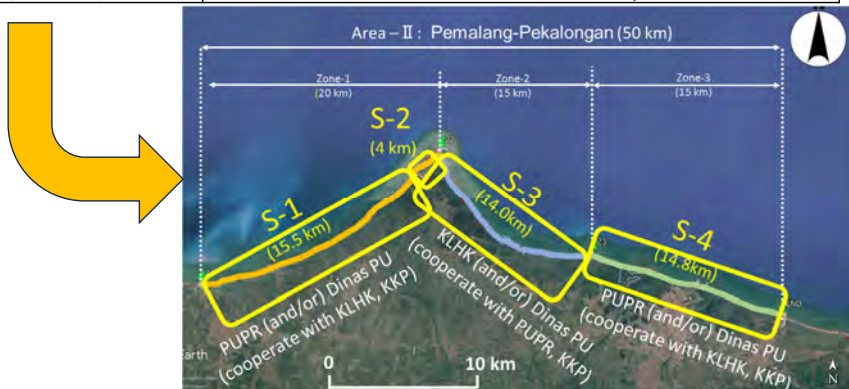 Area – II : Pemalang-Pekalongan (50 km)
Zone-1
(20 km)
Zone-2
(15 km)
Zone-3
(15 km)
S-2
(4 km)
S-1
(15.5 km)
S-3
(14.0km)
S-4
(14.8km)
PUPR (and/or) Dinas PU
(cooperate with KLHK, KKP)
KLHK (and/or) Dinas PU
(cooperate with PUPR, KKP)
PUPR (and/or) Dinas PU
(cooperate with KLHK, KKP)
Earth
0
10 km
N